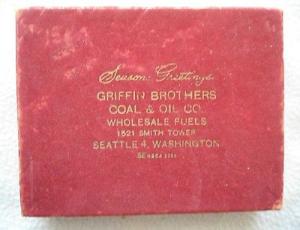 Season's Greetings
GRIFFIN BROTHERS
COAL & OIL CO.
WHOLESALE FUELS
1521 SMITH TOWER
SEATTLE 4, WASHINGTON